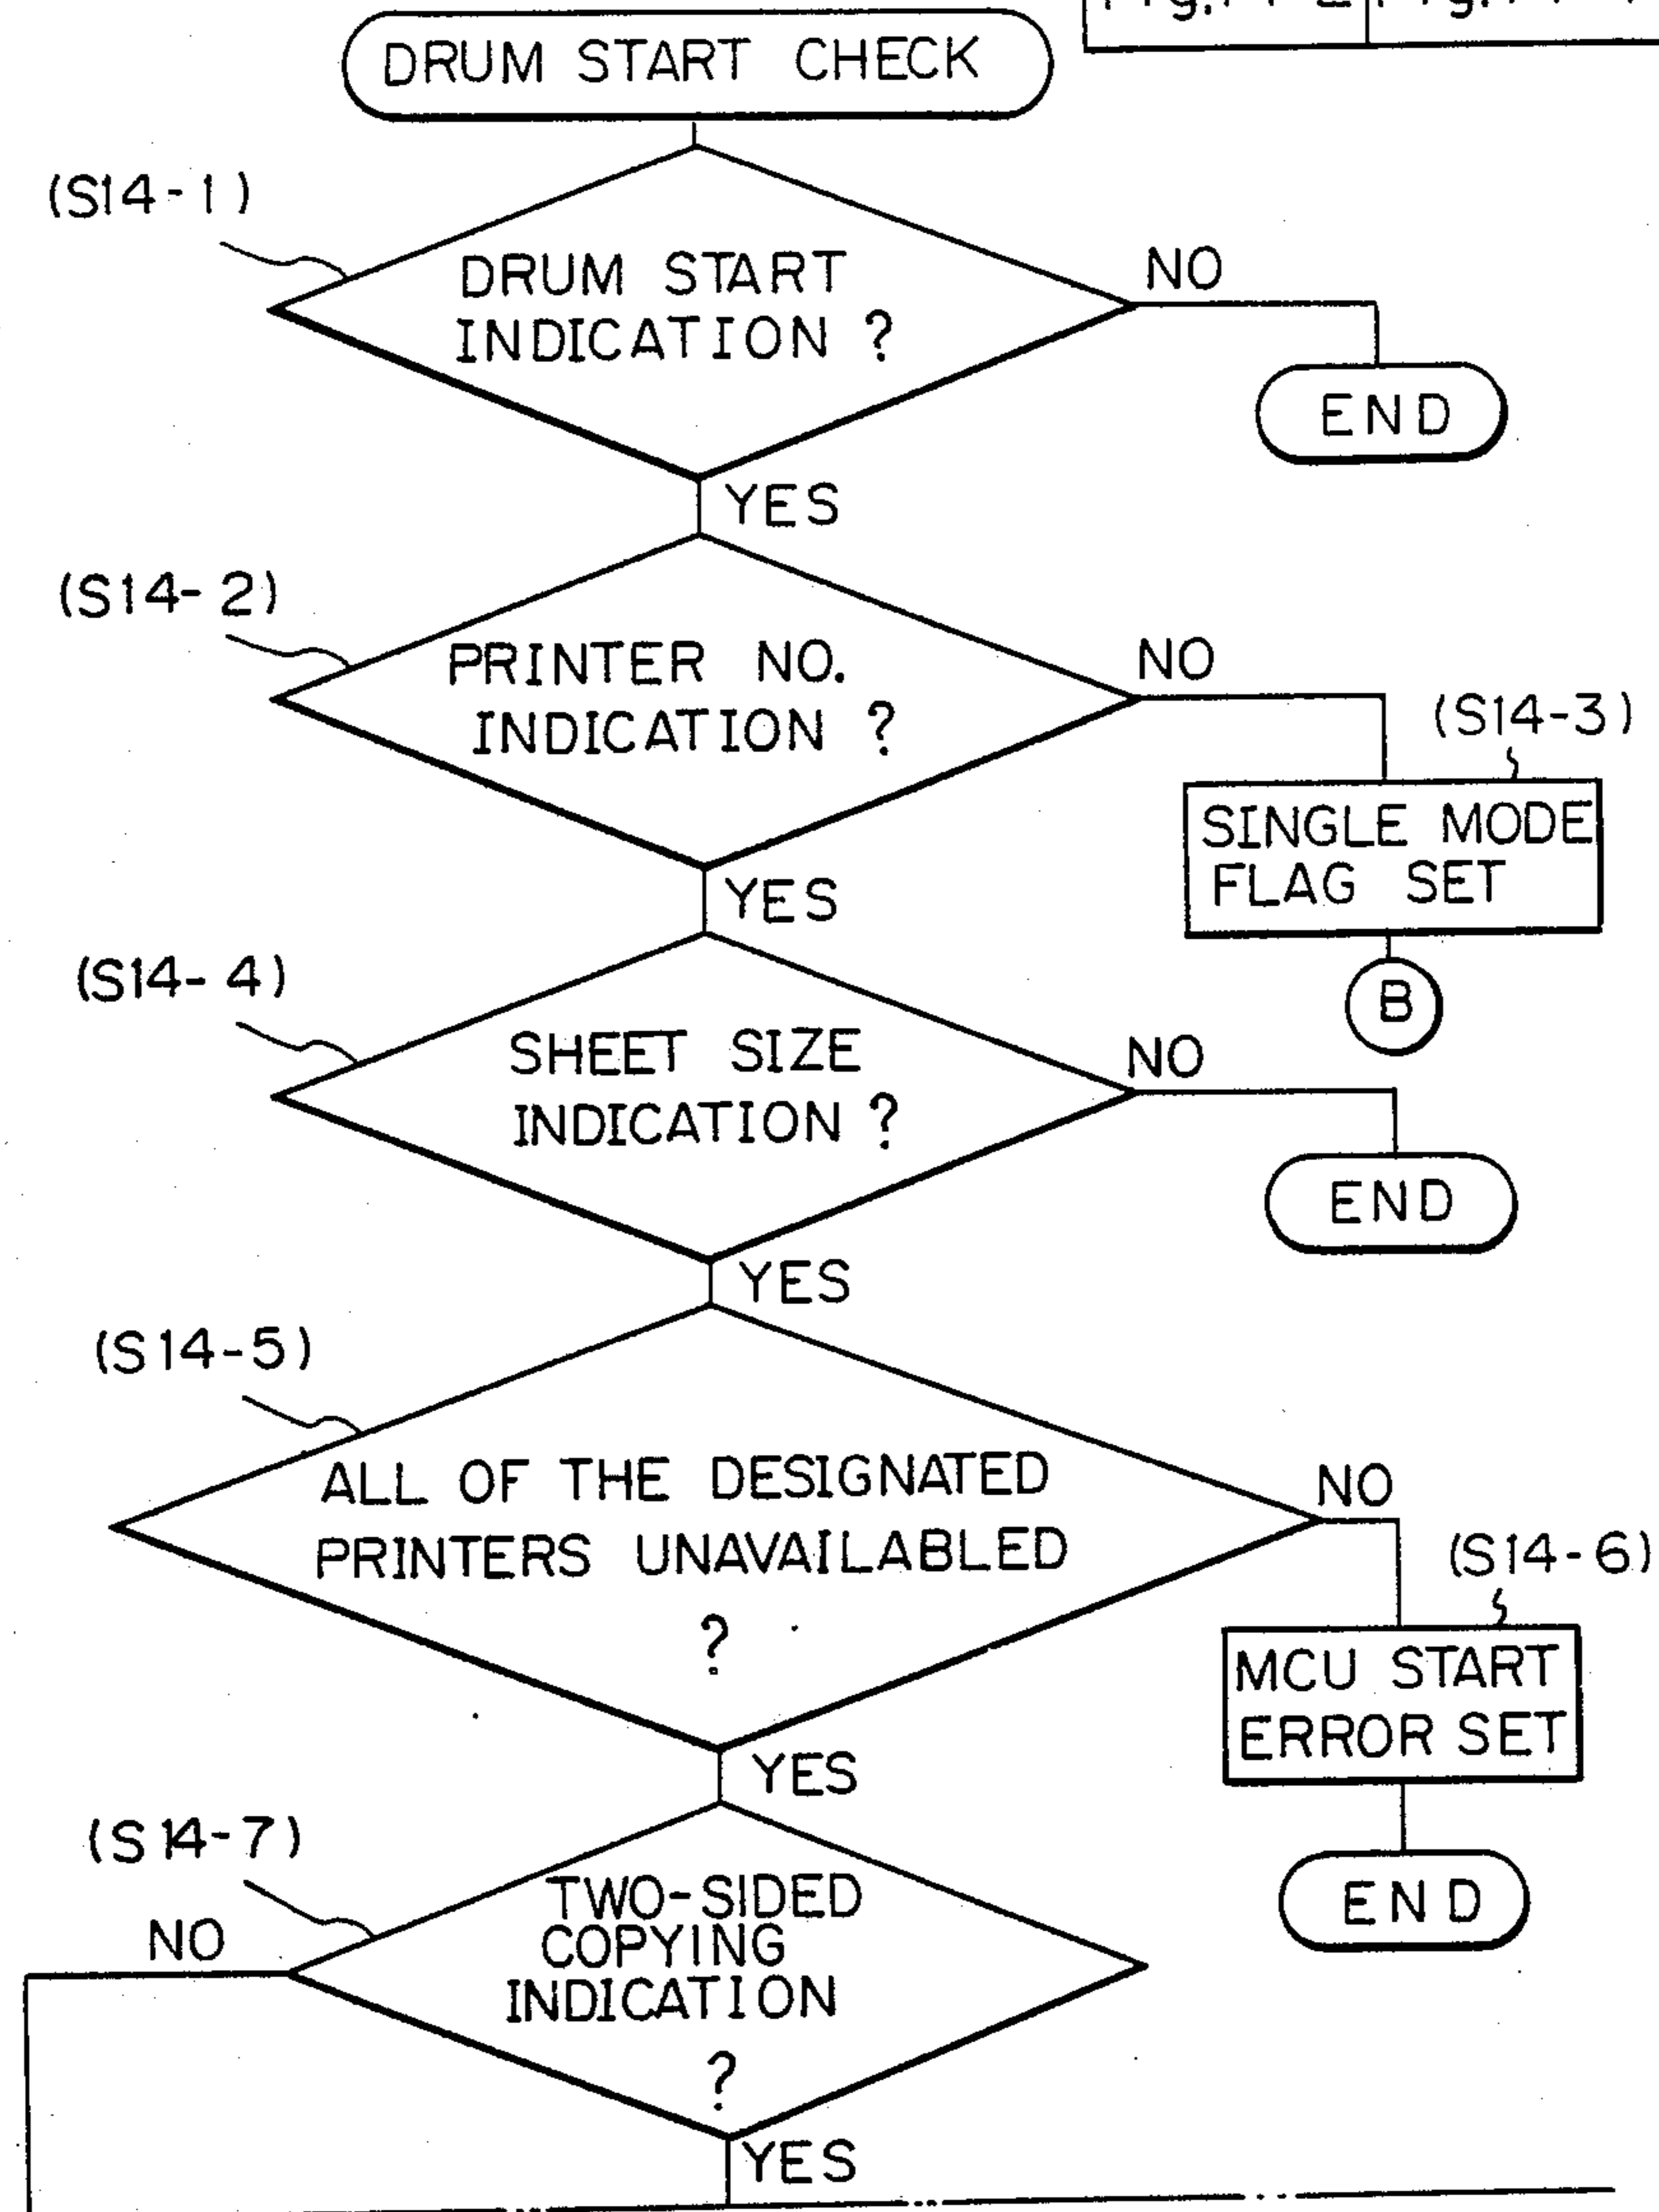 DRUM START CHECK
(S14-1)
DRUM START
INDICATION ?
NO
END
YES
(S14-2)
PRINTER NO.
INDICATION ?
NO
(S14-3)
SINGLE MODE
FLAG SET
B
YES
(S14-4)
SHEET SIZE
INDICATION ?
NO
END
YES
(S14-5)
ALL OF THE DESIGNATED
PRINTERS UNAVAILABLED
?
NO
(S14-6)
MCU START
ERROR SET
END
YES
(S14-7)
TWO-SIDED
COPYING
INDICATION
?
NO
YES